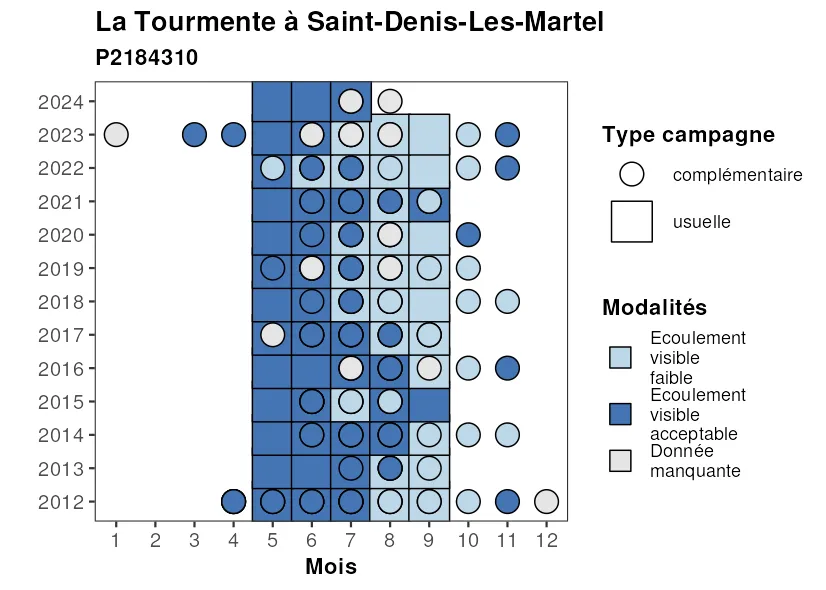 La Tourmente à Saint-Denis-Les-Martel
P2184310
2024
2023
2022
2021
2020
2019
2018
2017
2016
2015
2014
2013
2012
1 2 3 4 5 6 7 8 9 10 11 12
Mois
Type campagne
complémentaire
usuelle
Modalités
Ecoulement
visible
faible
Ecoulement
visible
acceptable
Donnée
manquante